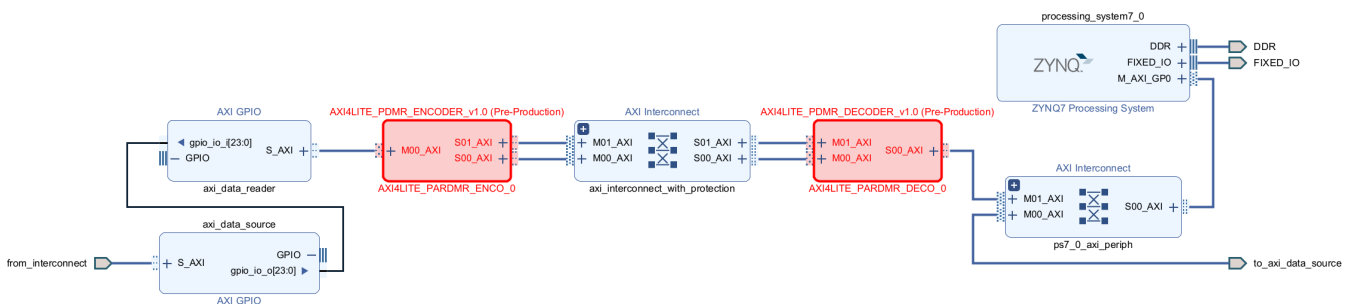 processing_system7_0
DDR
FIXED_IO
M_AXI_GP0
ZYNQ
ZYNQ7 Processing System
DDR
FIXED_IO
AXI GPIO
gpio_io_i[23:0]
GPIO
S_AXI
axi_data_reader
AXI4LITE_PDMR_ENCODER_v1.0 (Pre-Production)
M00_AXI
S01_AXI
S00_AXI
AXI4LITE_PARDMR_ENCO_0
AXI Interconnect
M01_AXI
M00_AXI
S01_AXI
S00_AXI
axi_interconnect_with_protection
AXI4LITE_PDMR_DECODER_v1.0 (Pre-Production)
M01_AXI
M00_AXI
S00_AXI
AXI4LITE_PARDMR_DECO_0
AXI Interconnect
M01_AXI
M00_AXI
S00_AXI
ps7_0_axi_periph
axi_data_source
from_interconnect
S_AXI
GPIO
gpio_io_o[23:0]
AXI GPIO
to_axi_data_source